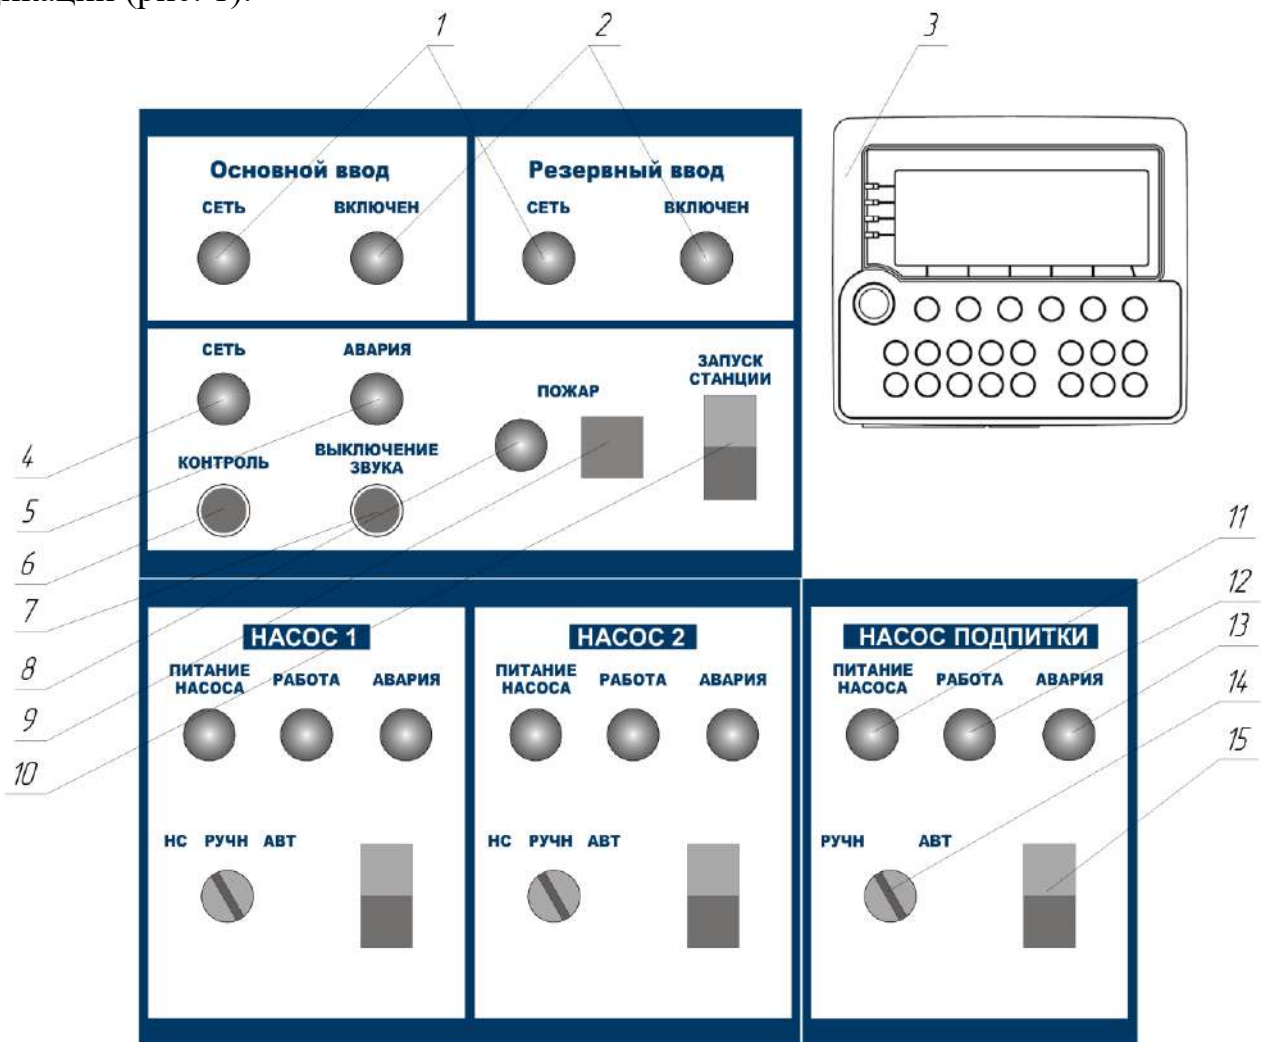 (рис. 1).
1 2 3
Основной ввод
СЕТЬ ВКЛЮЧЕН
Резервный ввод
СЕТЬ ВКЛЮЧЕН
СЕТЬ АВАРИЯ
ПОЖАР
ЗАПУСК
СТАНЦИИ
КОНТРОЛЬ
ВЫКЛЮЧЕНИЕ
ЗВУКА
4
5
6
7
8
9
10
НАСОС 1
ПИТАНИЕ
НАСОСА РАБОТА АВАРИЯ
НС РУЧН АВТ
НАСОС 2
ПИТАНИЕ
НАСОСА РАБОТА АВАРИЯ
НС РУЧН АВТ
НАСОС ПОДПИТКИ
ПИТАНИЕ
НАСОСА РАБОТА АВАРИЯ
РУЧН АВТ
11
12
13
14
15